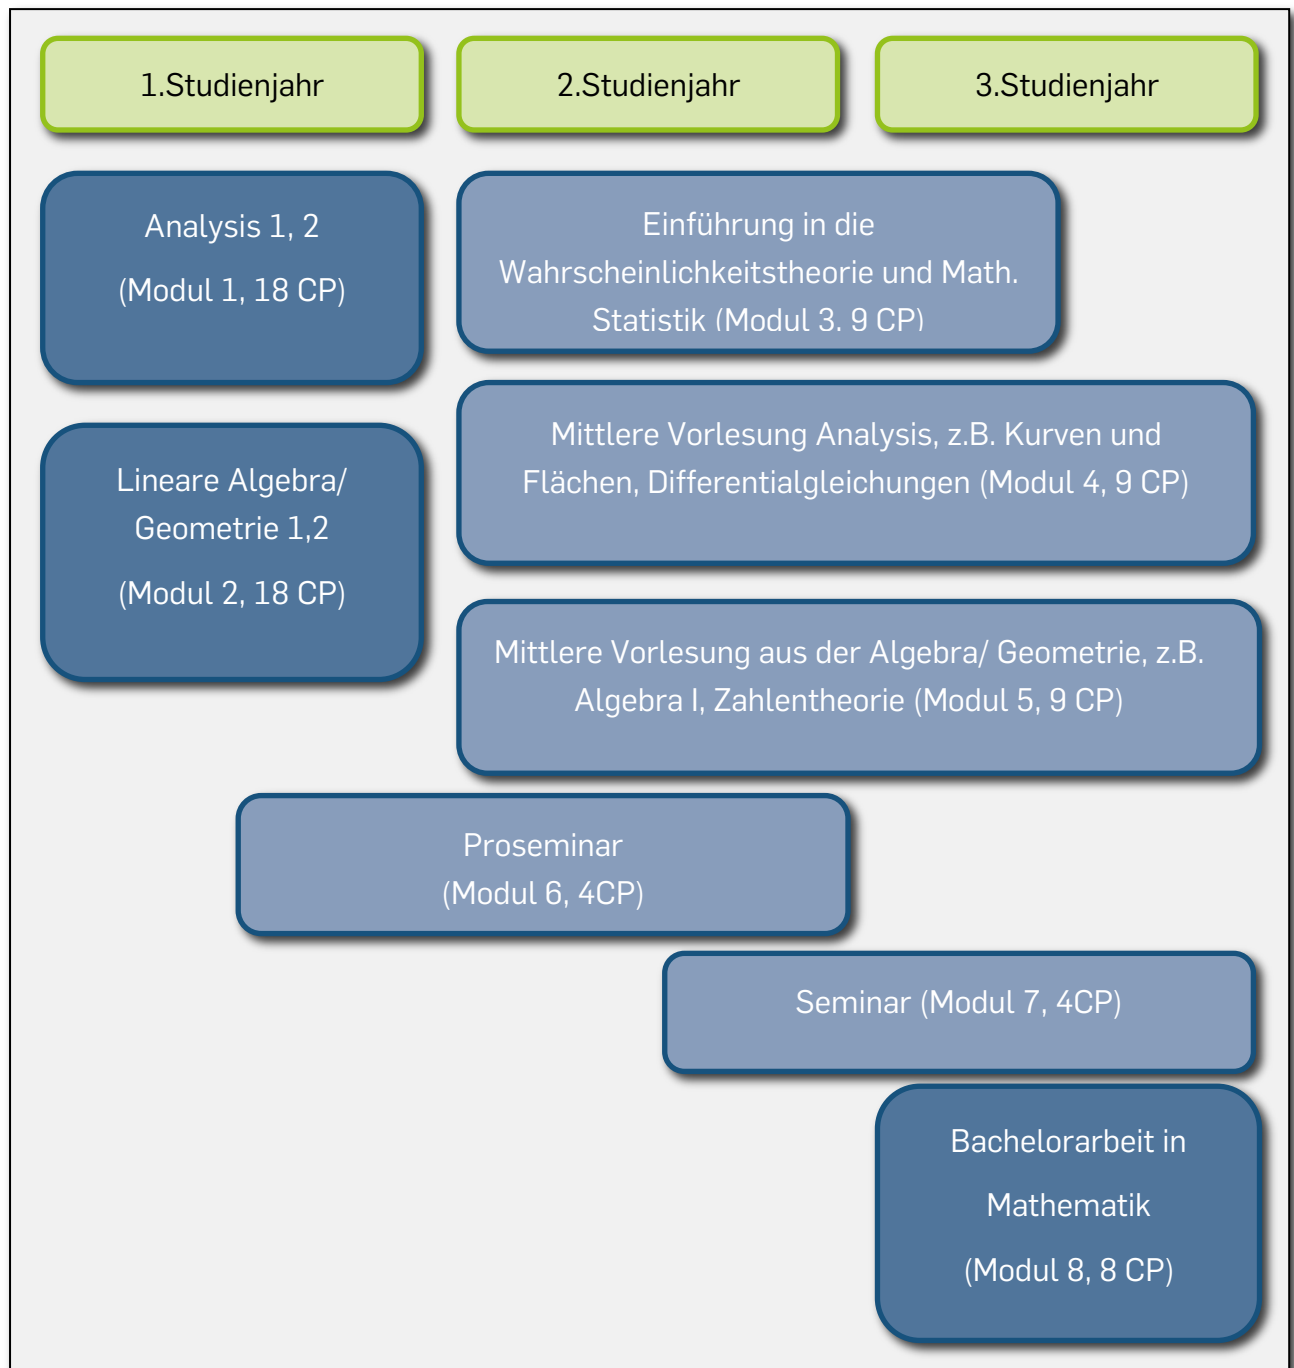 1.Studienjahr
2.Studienjahr
3.Studienjahr
Analysis 1, 2
(Modul 1, 18 CP)
Einführung in die
Wahrscheinlichkeitstheorie und Math.
Statistik (Modul 3. 9 CP)
Lineare Algebra/
Geometrie 1,2
(Modul 2, 18 CP)
Mittlere Vorlesung Analysis, z.B. Kurven und
Flächen, Differentialgleichungen (Modul 4, 9 CP)
Mittlere Vorlesung aus der Algebra/ Geometrie, z.B.
Algebra I, Zahlentheorie (Modul 5, 9 CP)
Proseminar
(Modul 6, 4CP)
Seminar (Modul 7, 4CP)
Bachelorarbeit in
Mathematik
(Modul 8, 8 CP)